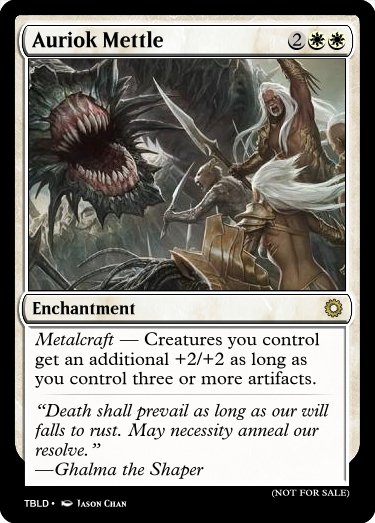 Auriok Mettle 2
Enchantment
Metalcraft — Creatures you control
get an additional +2/+2 as long as
you control three or more artifacts.
“Death shall prevail as long as our will
falls to rust. May necessity anneal our
resolve.”
—Ghalma the Shaper
TBLD • Jason Chan
(NOT FOR SALE)